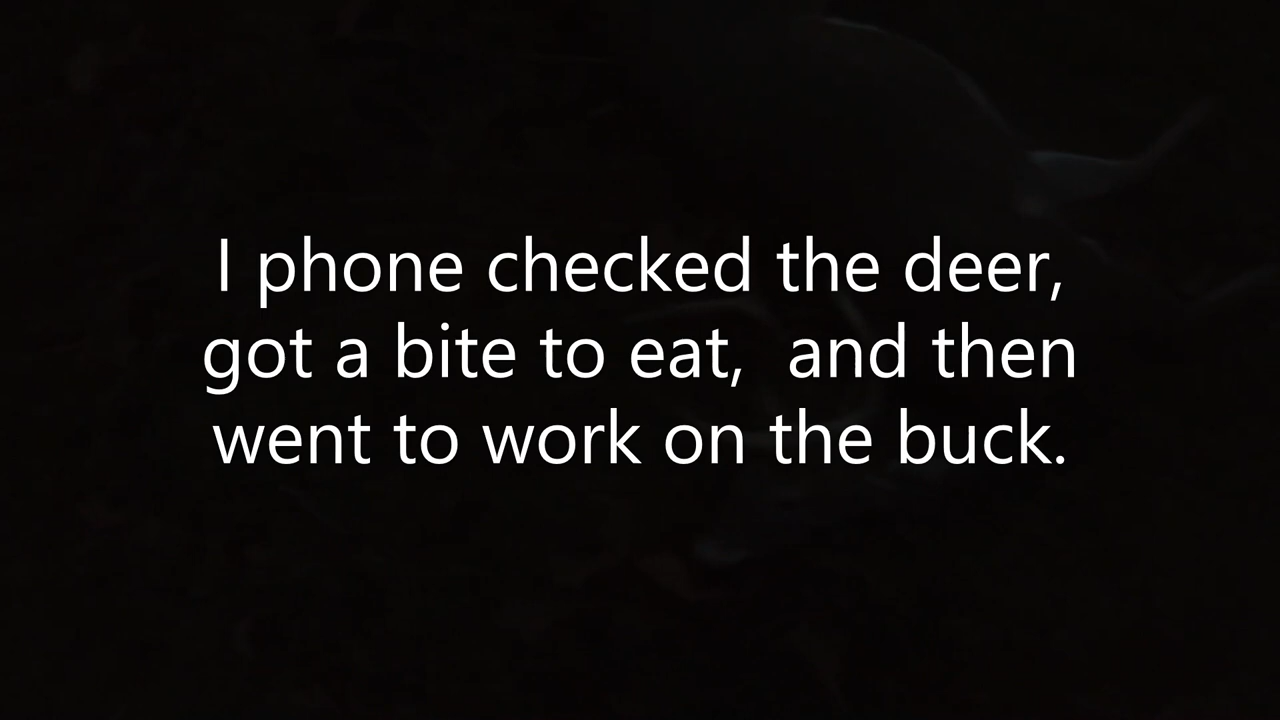 I phone checked the deer,
got a bite to eat,  and then
went to work on the buck.